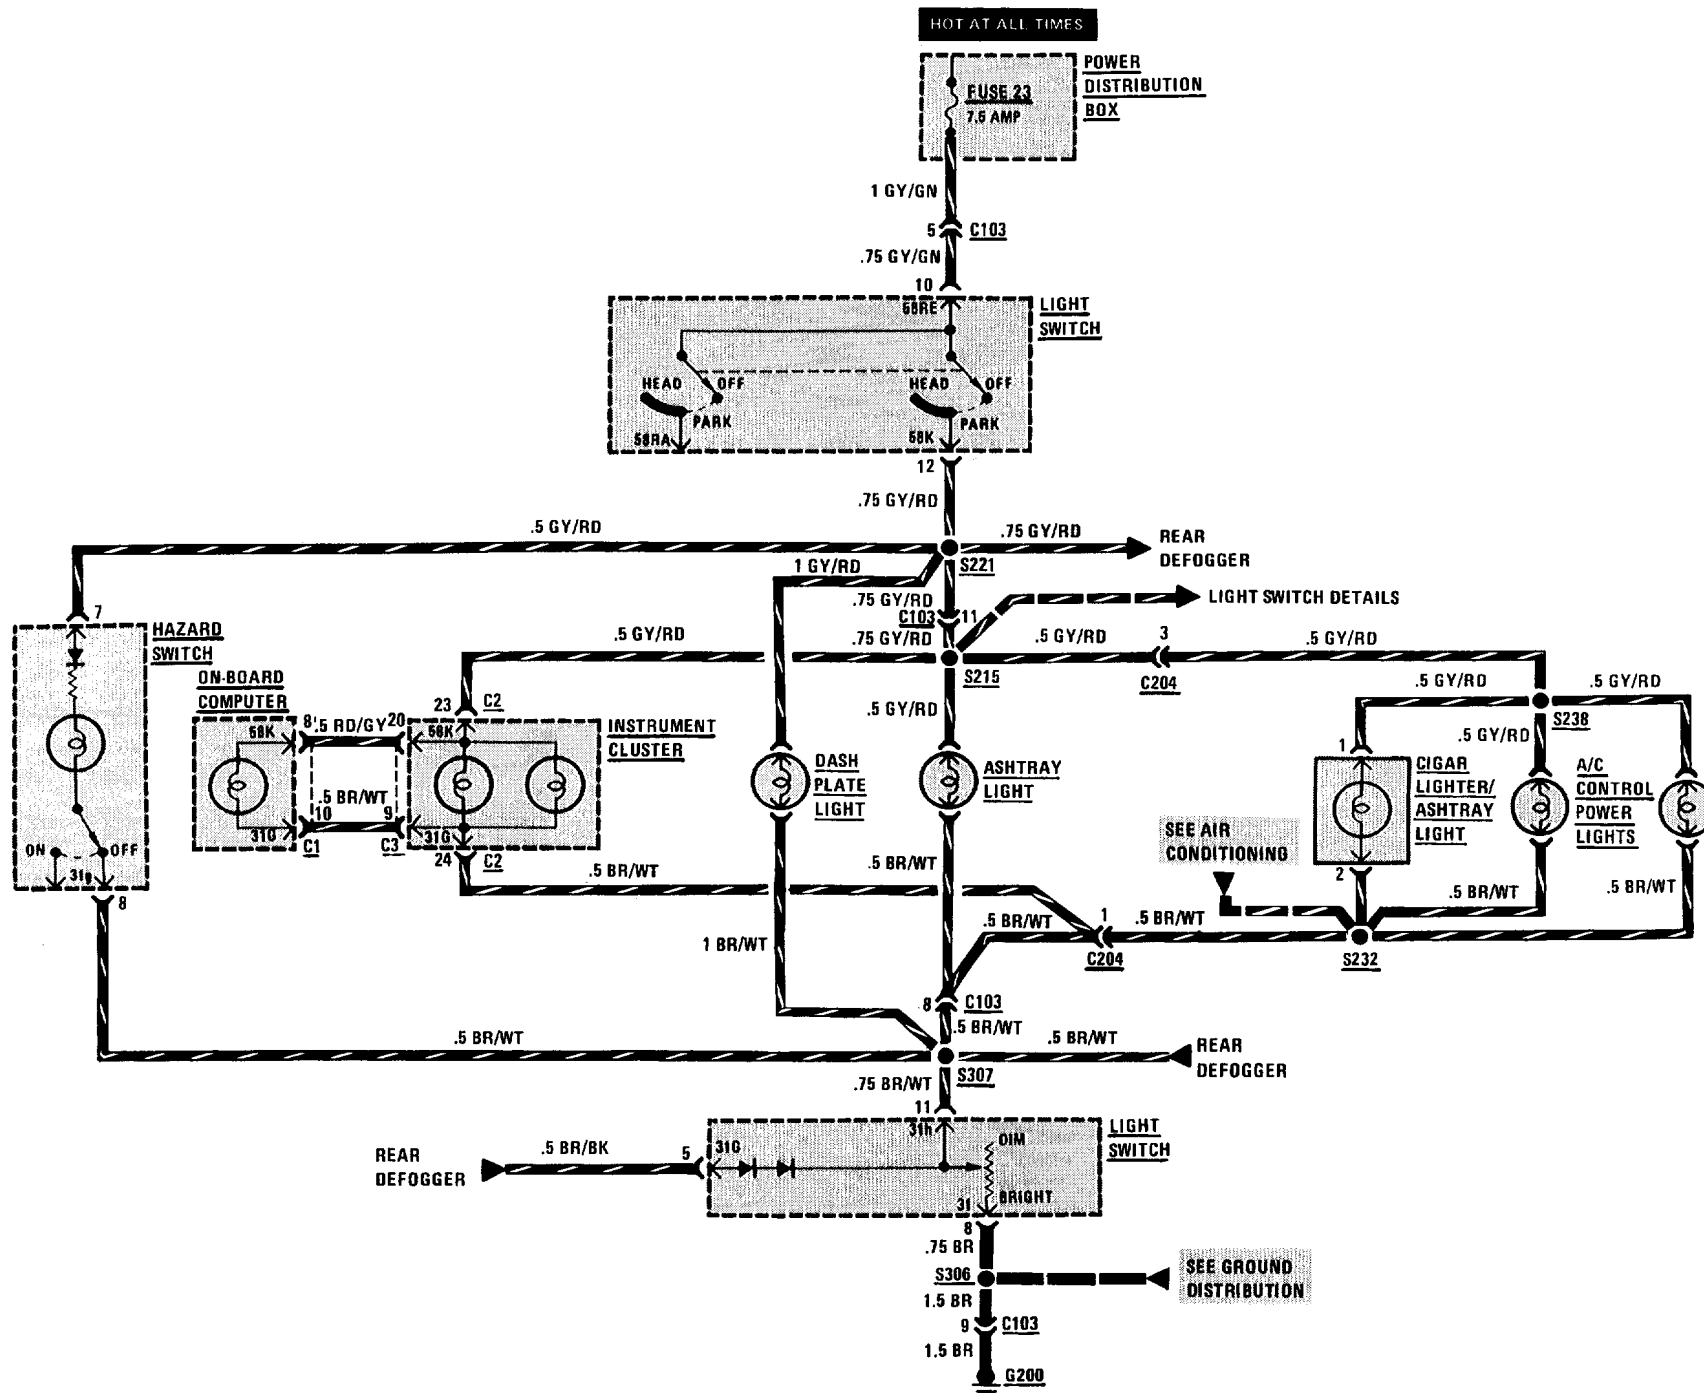 HOT AT ALL TIMES
POWER
DISTRIBUTION
BOX
FUSE 23
7.5 AMP
1 GY/GN
5 C103
.75 GY/GN
10
58RE
LIGHT
SWITCH
HEAD OFF
PARK
58RA
HEAD OFF
PARK
58K
12
.75 GY/RD
.5 GY/RD
.75 GY/RD
REAR
DEFOGGER
S221
1 GY/RD
.75 GY/RD
C103 11
LIGHT SWITCH DETAILS
7
HAZARD
SWITCH
.5 GY/RD
.75 GY/RD
.5 GY/RD
3
.5 GY/RD
S215
C204
ON-BOARD
COMPUTER
23 C2
.5 GY/RD
.5 GY/RD
.5 GY/RD
S238
58K
8
.5 RD/GY
20
58K
INSTRUMENT
CLUSTER
.5 GY/RD
1
DASH
PLATE
LIGHT
ASHTRAY
LIGHT
CIGAR
LIGHTER/
ASHTRAY
LIGHT
A/C
CONTROL
POWER
LIGHTS
.5 BR/WT
10
9
31G
C1
C3
31G
24 C2
SEE AIR
CONDITIONING
ON OFF
31g
8
.5 BR/WT
.5 BR/WT
2
.5 BR/WT
.5 BR/WT
1 BR/WT
.5 BR/WT
1
.5 BR/WT
C204
S232
8 C103
.5 BR/WT
.5 BR/WT
.5 BR/WT
REAR
DEFOGGER
S307
.75 BR/WT
11
31h
LIGHT
SWITCH
REAR
DEFOGGER
.5 BR/BK
5
31G
DIM
BRIGHT
31
8
.75 BR
S306
SEE GROUND
DISTRIBUTION
1.5 BR
9 C103
1.5 BR
G200